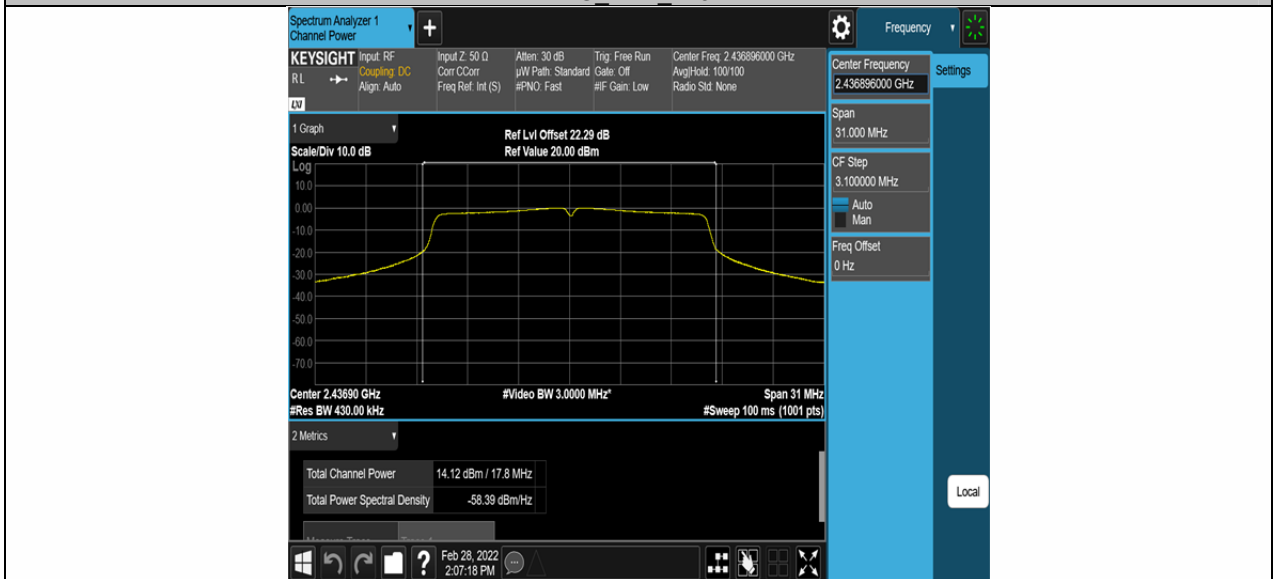 Spectrum Analyzer 1
Channel Power
+
Frequency
KEYSIGHT
RL
LXI
Input: RF
Coupling: DC
Align: Auto
Input Z: 50 Ω
Corr CCorr
Freq Ref: Int (S)
Atten: 30 dB
µW Path: Standard
#PNO: Fast
Trig: Free Run
Gate: Off
#IF Gain: Low
Center Freq: 2.436896000 GHz
Avg|Hold: 100/100
Radio Std: None
Center Frequency
2.436896000 GHz
Settings
Span
31.000 MHz
CF Step
3.100000 MHz
Auto
Man
Freq Offset
0 Hz
Local
1 Graph
Ref Lvl Offset 22.29 dB
Scale/Div 10.0 dB
Ref Value 20.00 dBm
Log
10.0
0.00
-10.0
-20.0
-30.0
-40.0
-50.0
-60.0
-70.0
Center 2.43690 GHz
#Video BW 3.0000 MHz*
Span 31 MHz
#Res BW 430.00 kHz
#Sweep 100 ms (1001 pts)
2 Metrics
Total Channel Power 14.12 dBm / 17.8 MHz
Total Power Spectral Density -58.39 dBm/Hz
?
Feb 28, 2022
2:07:18 PM